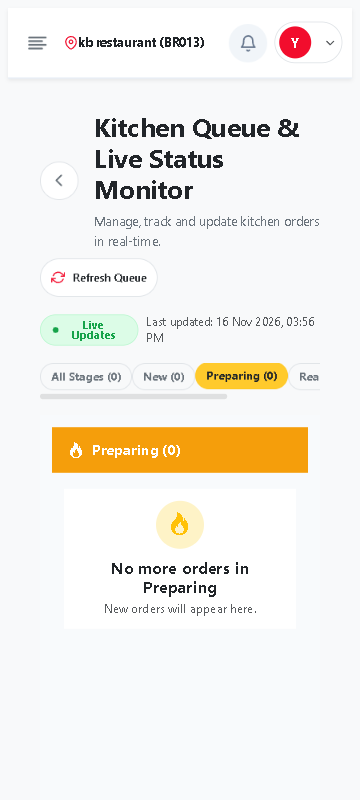 kb restaurant (BR013)
Y
Kitchen Queue &
Live Status
Monitor
Manage, track and update kitchen orders
in real-time.
Refresh Queue
Live
Updates
Last updated: 16 Nov 2026, 03:56
PM
All Stages (0)
New (0)
Preparing (0)
Rea
Preparing (0)
No more orders in
Preparing
New orders will appear here.